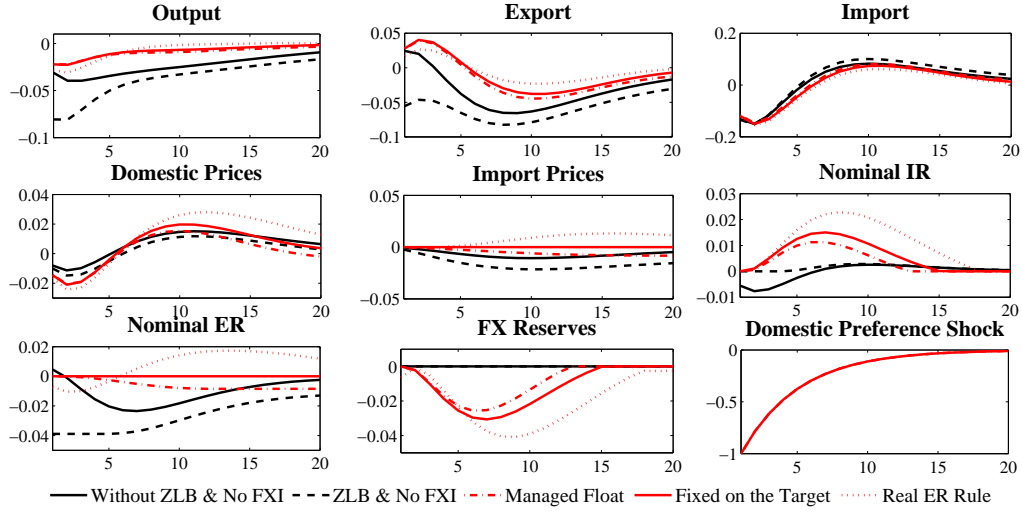 Output Export Import
0 0.05 0.2
−0.05 0 0
−0.05
−0.1 −0.1 −0.2
5 10 15 20 5 10 15 20 5 10 15 20
Domestic Prices Import Prices Nominal IR
0.04 0.05 0.03
0.02 0.02
0 0 0.01
0
−0.02 0.05 −0.01
5 10 15 20 5 10 15 20 5 10 15 20
Nominal ER FX Reserves Domestic Preference Shock
0.02 0 0
0
−0.02 −0.02 −0.5
−0.04 −0.04 −1
5 10 15 20 5 10 15 20 5 10 15 20
Without ZLB & No FXI ZLB & No FXI Managed Float Fixed on the Target Real ER Rule